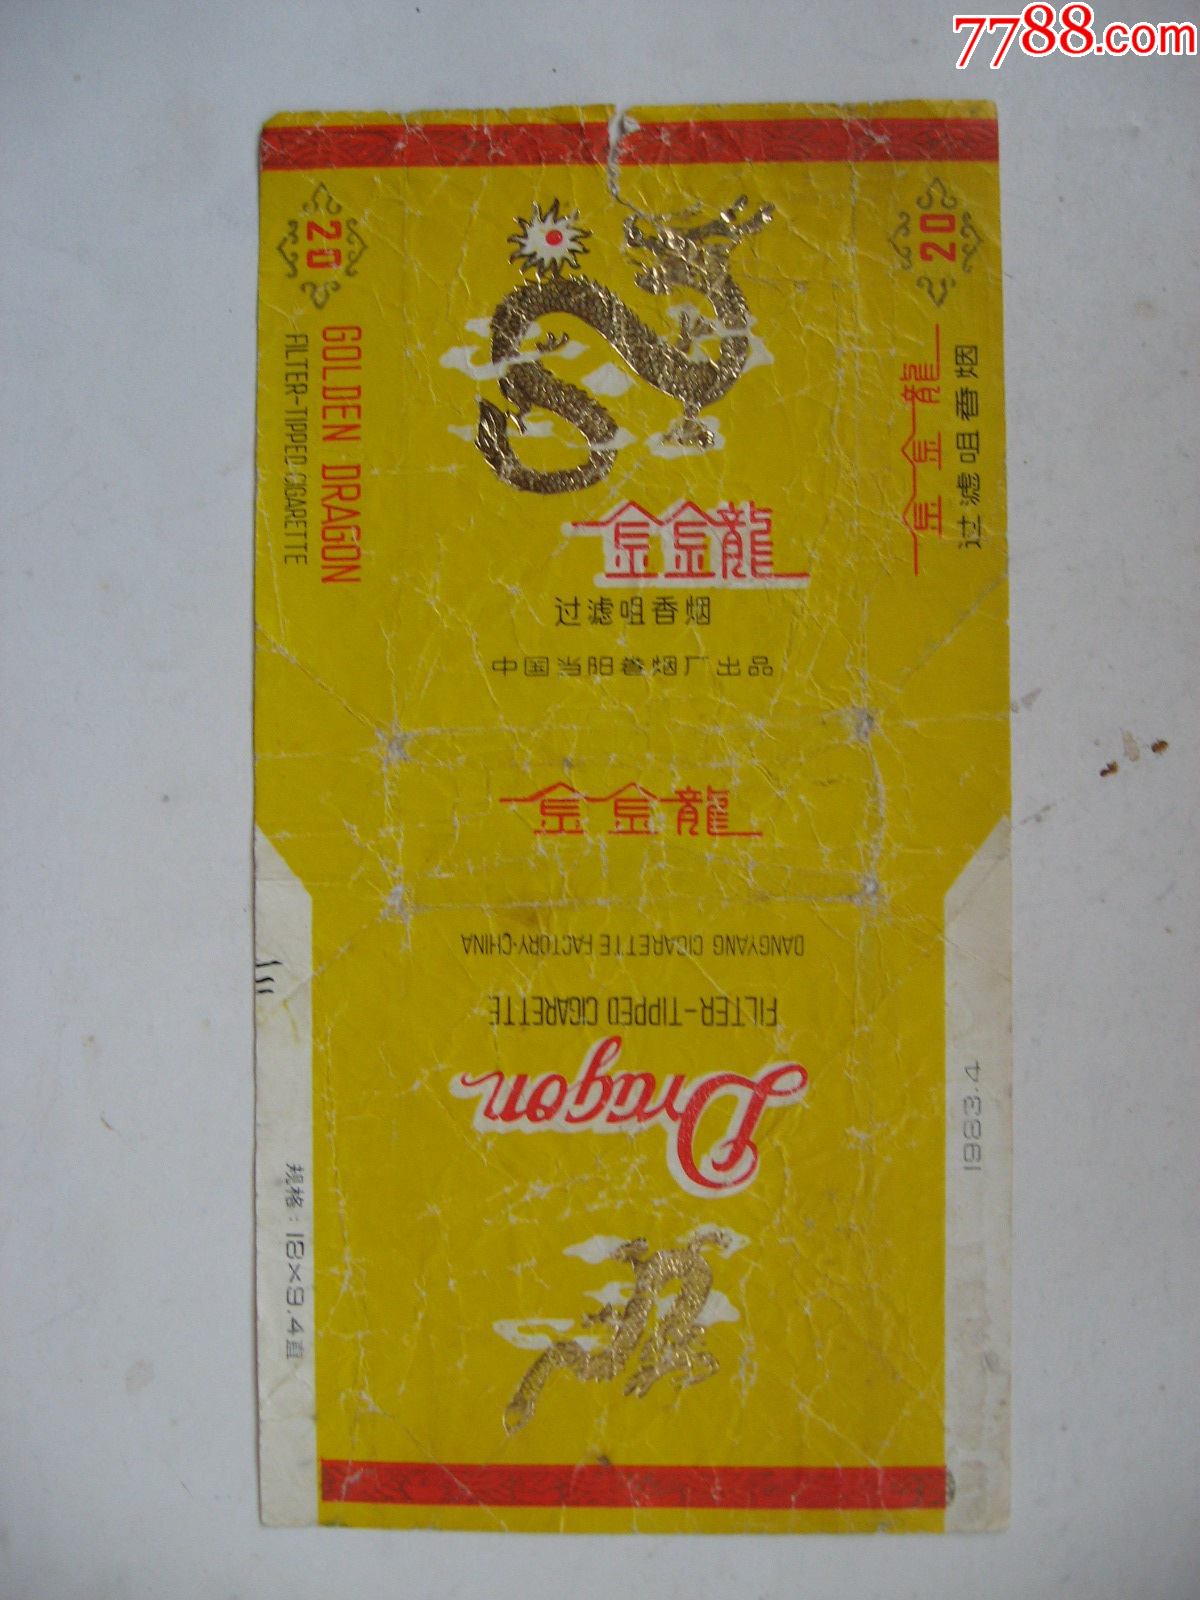 7788.com
20
GOLDEN DRAGON
FILTER-TIPPED CIGARETTE
20
金金龍
过滤咀香烟
金金龍
过滤咀香烟
中国当阳卷烟厂出品
金金龍
DANGYANG CIGARETTE FACTORY·CHINA
FILTER-TIPPED CIGARETTE
Dragon
1983.4
规格:18×9.4直